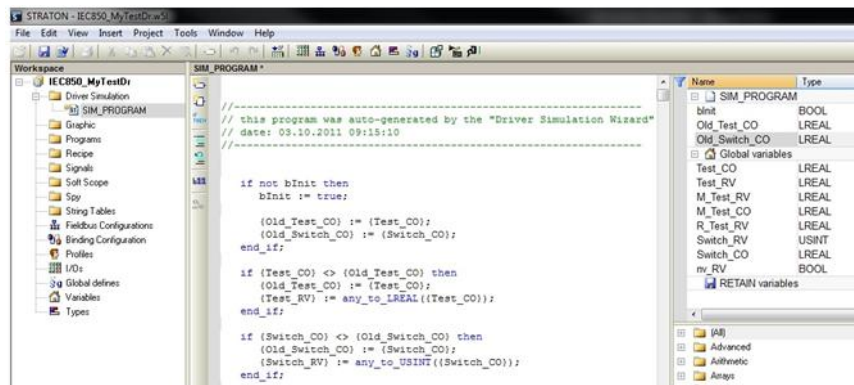 STRATON - IEC850_MyTestDr.w5l
File Edit View Insert Project Tools Window Help
Workspace
IEC850_MyTestDr
Driver Simulation
SIM_PROGRAM
Graphic
Programs
Recipe
Signals
Soft Scope
Spy
String Tables
Fieldbus Configurations
Binding Configuration
Profiles
I/Os
Global defines
Variables
Types
SIM_PROGRAM *
//--------------------------------------------------------------
// this program was auto-generated by the "Driver Simulation Wizard"
// date: 03.10.2011 09:15:10
//--------------------------------------------------------------
if not bInit then
bInit := true;
{Old_Test_CO} := {Test_CO};
{Old_Switch_CO} := {Switch_CO};
end_if;
if {Test_CO} <> {Old_Test_CO} then
{Old_Test_CO} := {Test_CO};
{Test_RV} := any_to_LREAL({Test_CO});
end_if;
if {Switch_CO} <> {Old_Switch_CO} then
{Old_Switch_CO} := {Switch_CO};
{Switch_RV} := any_to_USINT({Switch_CO});
end_if;
Name Type
SIM_PROGRAM
bInit BOOL
Old_Test_CO LREAL
Old_Switch_CO LREAL
Global variables
Test_CO LREAL
Test_RV LREAL
M_Test_RV LREAL
M_Test_CO LREAL
R_Test_RV LREAL
Switch_RV USINT
Switch_CO LREAL
nv_RV BOOL
RETAIN variables
(All)
Advanced
Arithmetic
Arrays